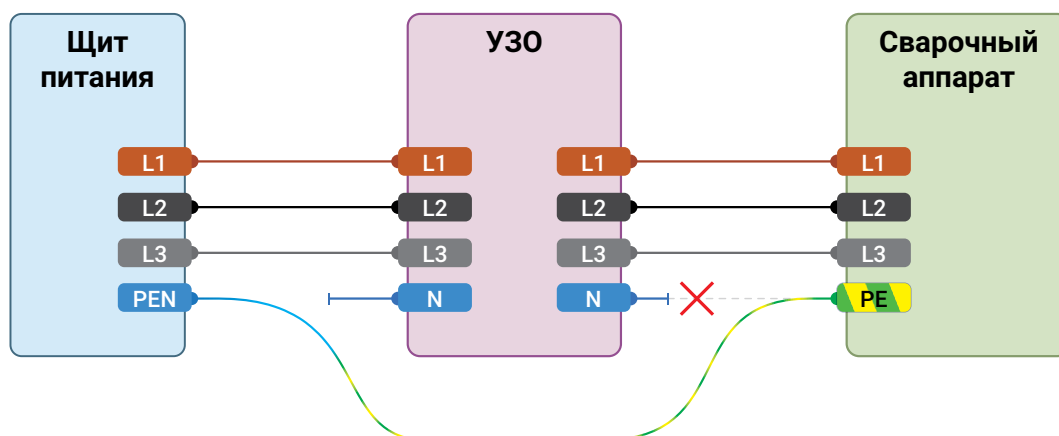 Щит
питания
УЗО
Сварочный
аппарат
L1
L1
L1
L1
L2
L2
L2
L2
L3
L3
L3
L3
PEN
N
N
PE